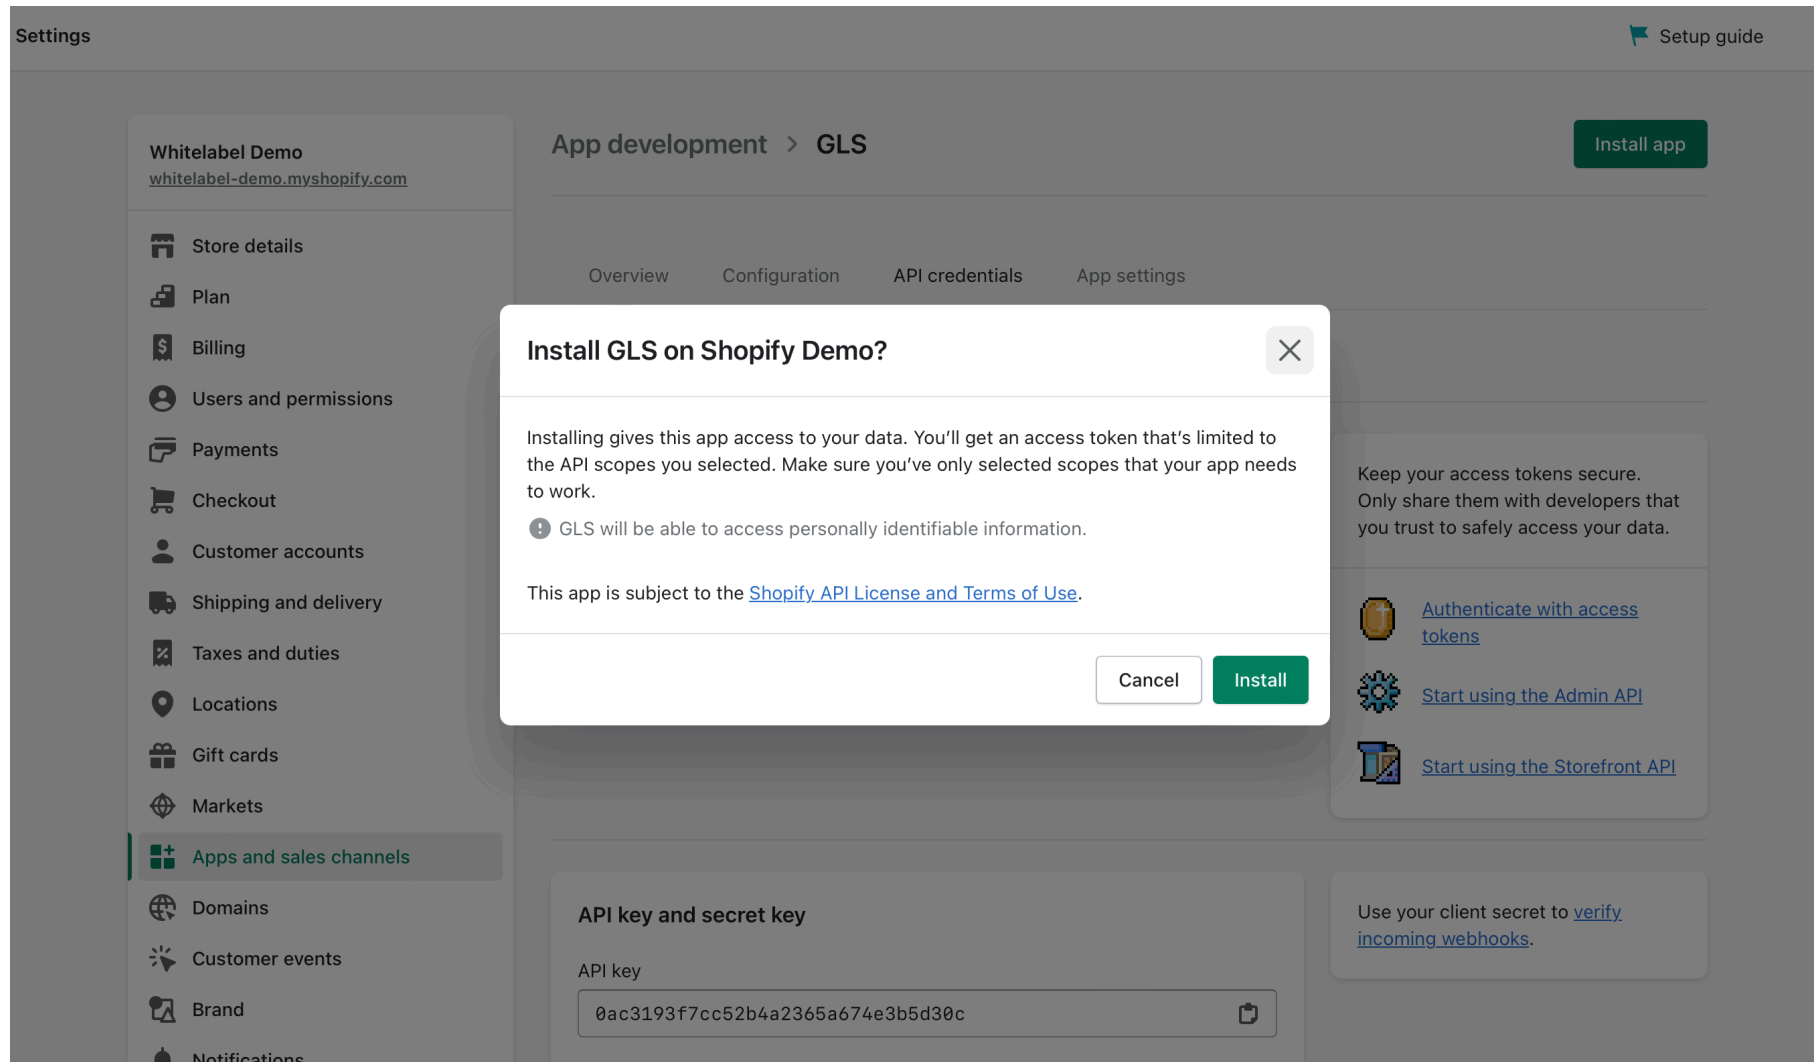 Settings
Setup guide
Whitelabel Demo
whitelabel-demo.myshopify.com
Store details
Plan
Billing
Users and permissions
Payments
Checkout
Customer accounts
Shipping and delivery
Taxes and duties
Locations
Gift cards
Markets
Apps and sales channels
Domains
Customer events
Brand
Notifications
App development > GLS
Install app
Overview
Configuration
API credentials
App settings
Install GLS on Shopify Demo?
Installing gives this app access to your data. You’ll get an access token that’s limited to
the API scopes you selected. Make sure you’ve only selected scopes that your app needs
to work.
GLS will be able to access personally identifiable information.
This app is subject to the Shopify API License and Terms of Use.
Cancel
Install
Keep your access tokens secure.
Only share them with developers that
you trust to safely access your data.
Authenticate with access
tokens
Start using the Admin API
Start using the Storefront API
API key and secret key
API key
0ac3193f7cc52b4a2365a674e3b5d30c
Use your client secret to verify
incoming webhooks.